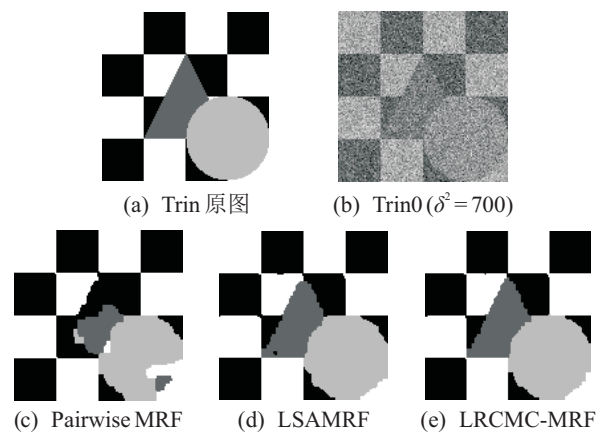 (a) Trin 原图
(b) Trin0 (δ² = 700)
(c) Pairwise MRF
(d) LSAMRF
(e) LRCMC-MRF